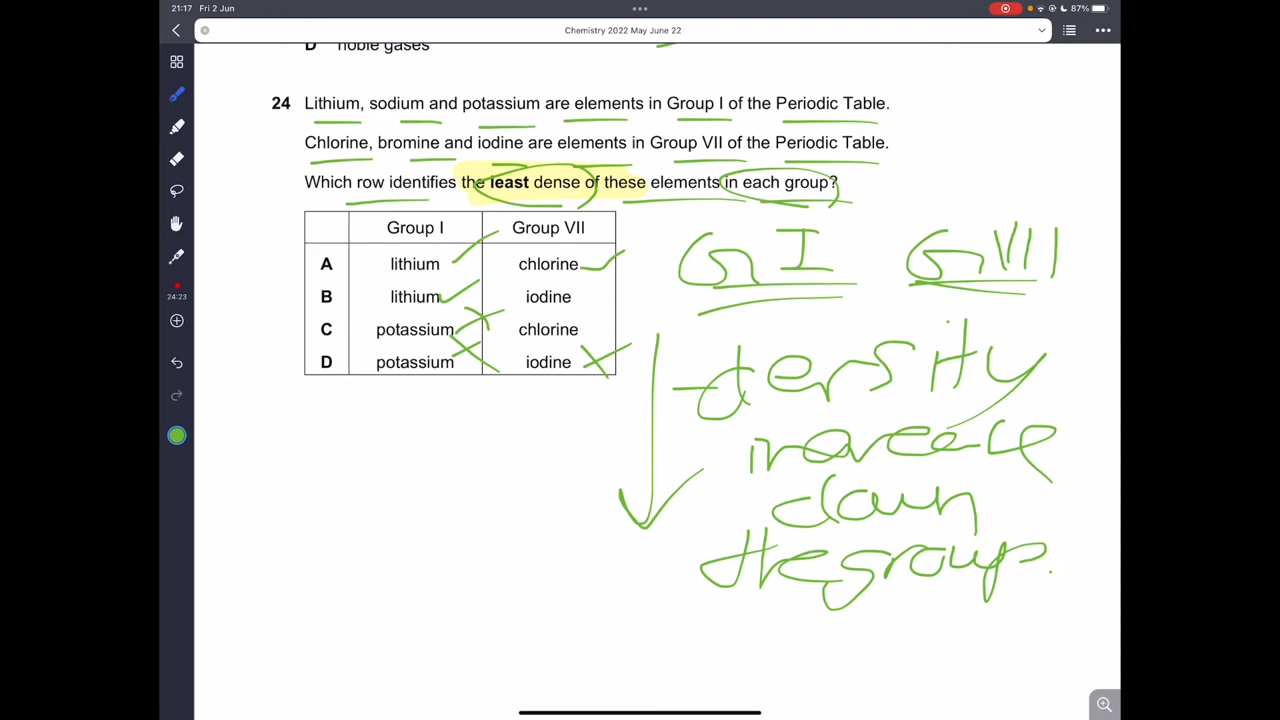 21:17 Fri 2 Jun
87%
Chemistry 2022 May June 22
D noble gases
24 Lithium, sodium and potassium are elements in Group I of the Periodic Table.
Chlorine, bromine and iodine are elements in Group VII of the Periodic Table.
Which row identifies the least dense of these elements in each group?
Group I Group VII
A lithium chlorine
B lithium iodine
C potassium chlorine
D potassium iodine
24:23
G I G VII
density
increase
down
the group.